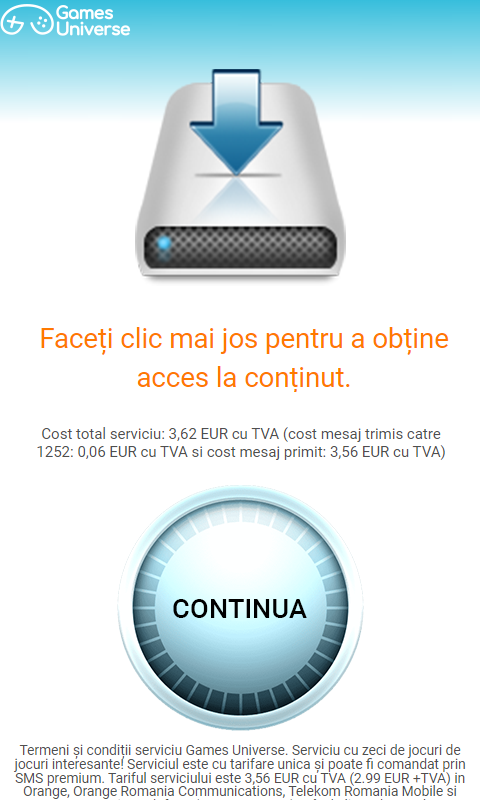 Games
Universe
Faceți clic mai jos pentru a obține
acces la conținut.
Cost total serviciu: 3,62 EUR cu TVA (cost mesaj trimis catre
1252: 0,06 EUR cu TVA si cost mesaj primit: 3,56 EUR cu TVA)
CONTINUA
Termeni și condiții serviciu Games Universe. Serviciu cu zeci de jocuri de
jocuri interesante! Serviciul este cu tarifare unica și poate fi comandat prin
SMS premium. Tariful serviciului este 3,56 EUR cu TVA (2.99 EUR +TVA) in
Orange, Orange Romania Communications, Telekom Romania Mobile si